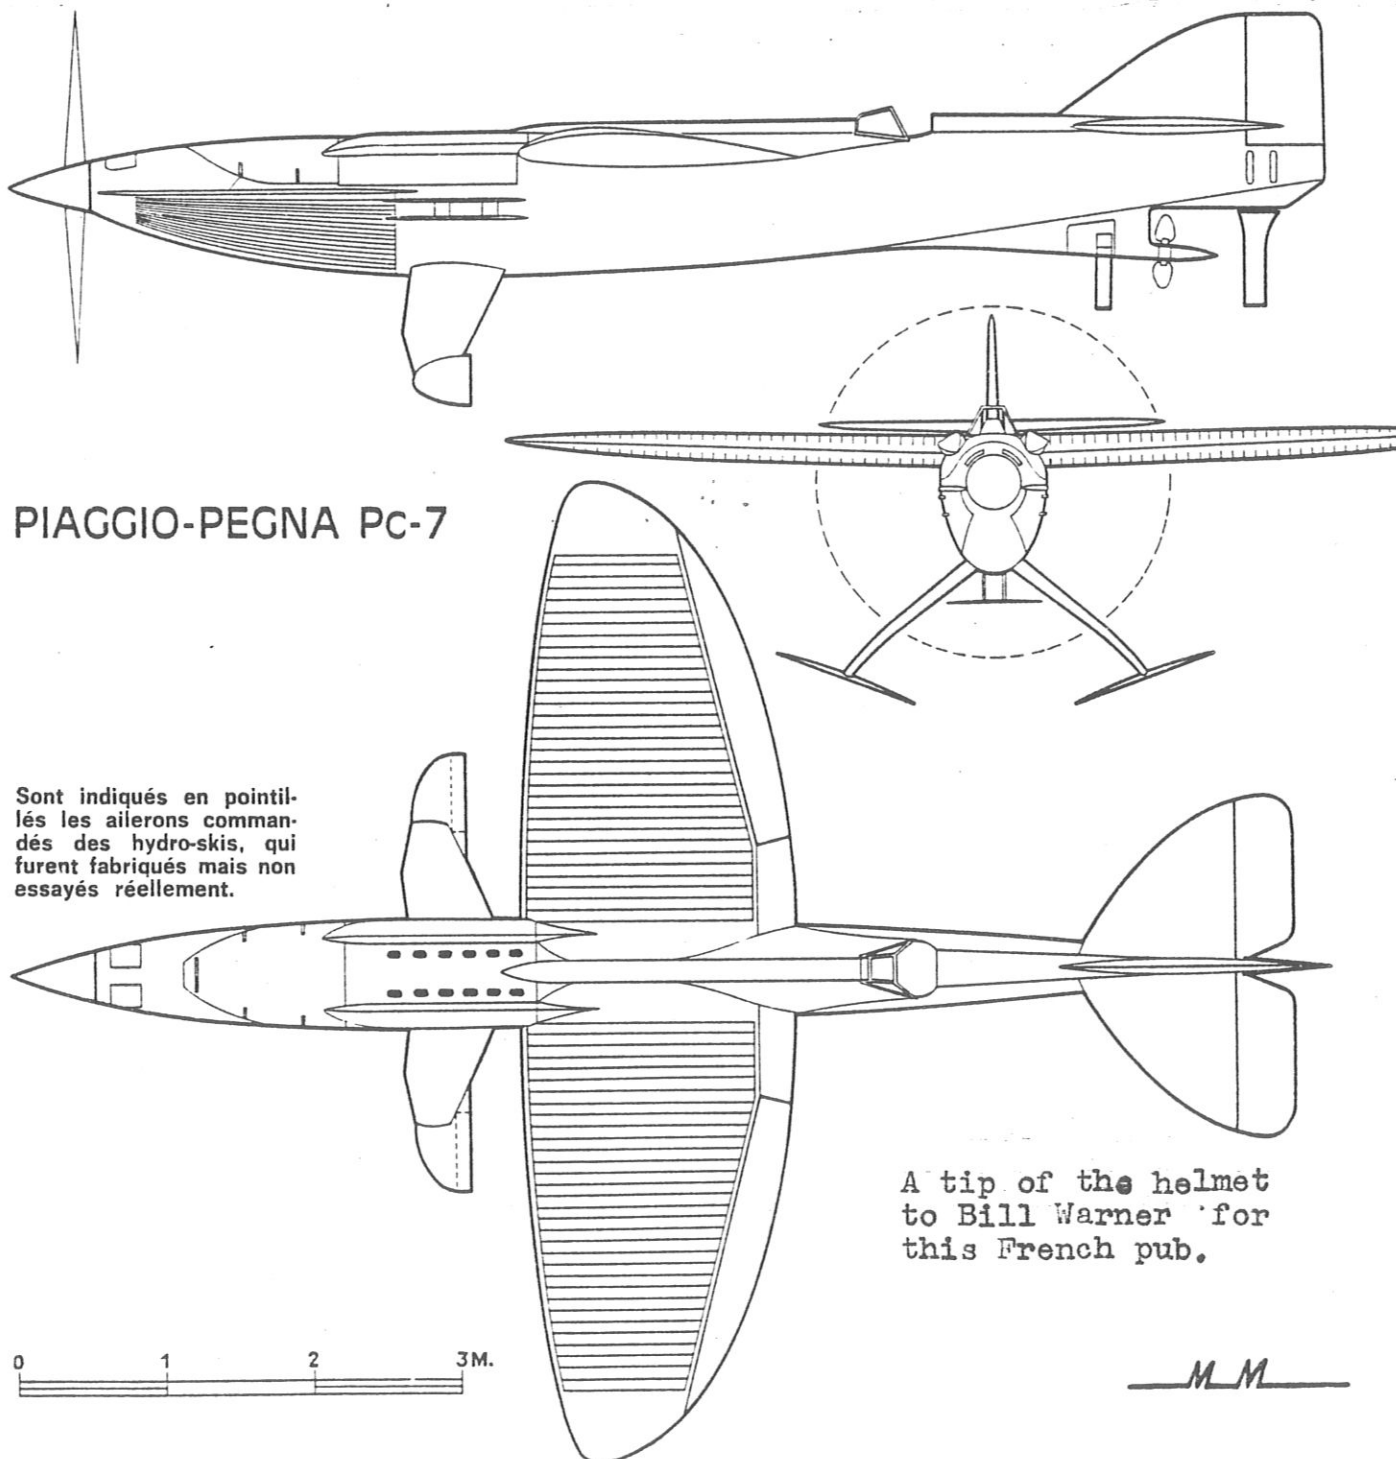 PIAGGIO-PEGNA Pc-7
Sont indiqués en pointil-
lés les ailerons comman-
dés des hydro-skis, qui
furent fabriqués mais non
essayés réellement.
A tip of the helmet
to Bill Warner for
this French pub.
0 1 2 3M.
MM